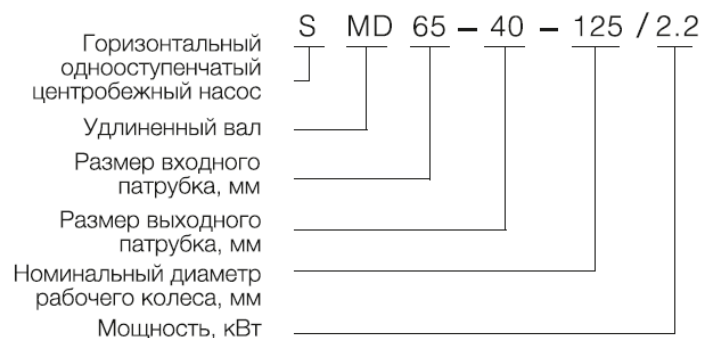 S MD 65 – 40 – 125 / 2.2
Горизонтальный
однооступенчатый
центробежный насос
Удлиненный вал
Размер входного
патрубка, мм
Размер выходного
патрубка, мм
Номинальный диаметр
рабочего колеса, мм
Мощность, кВт